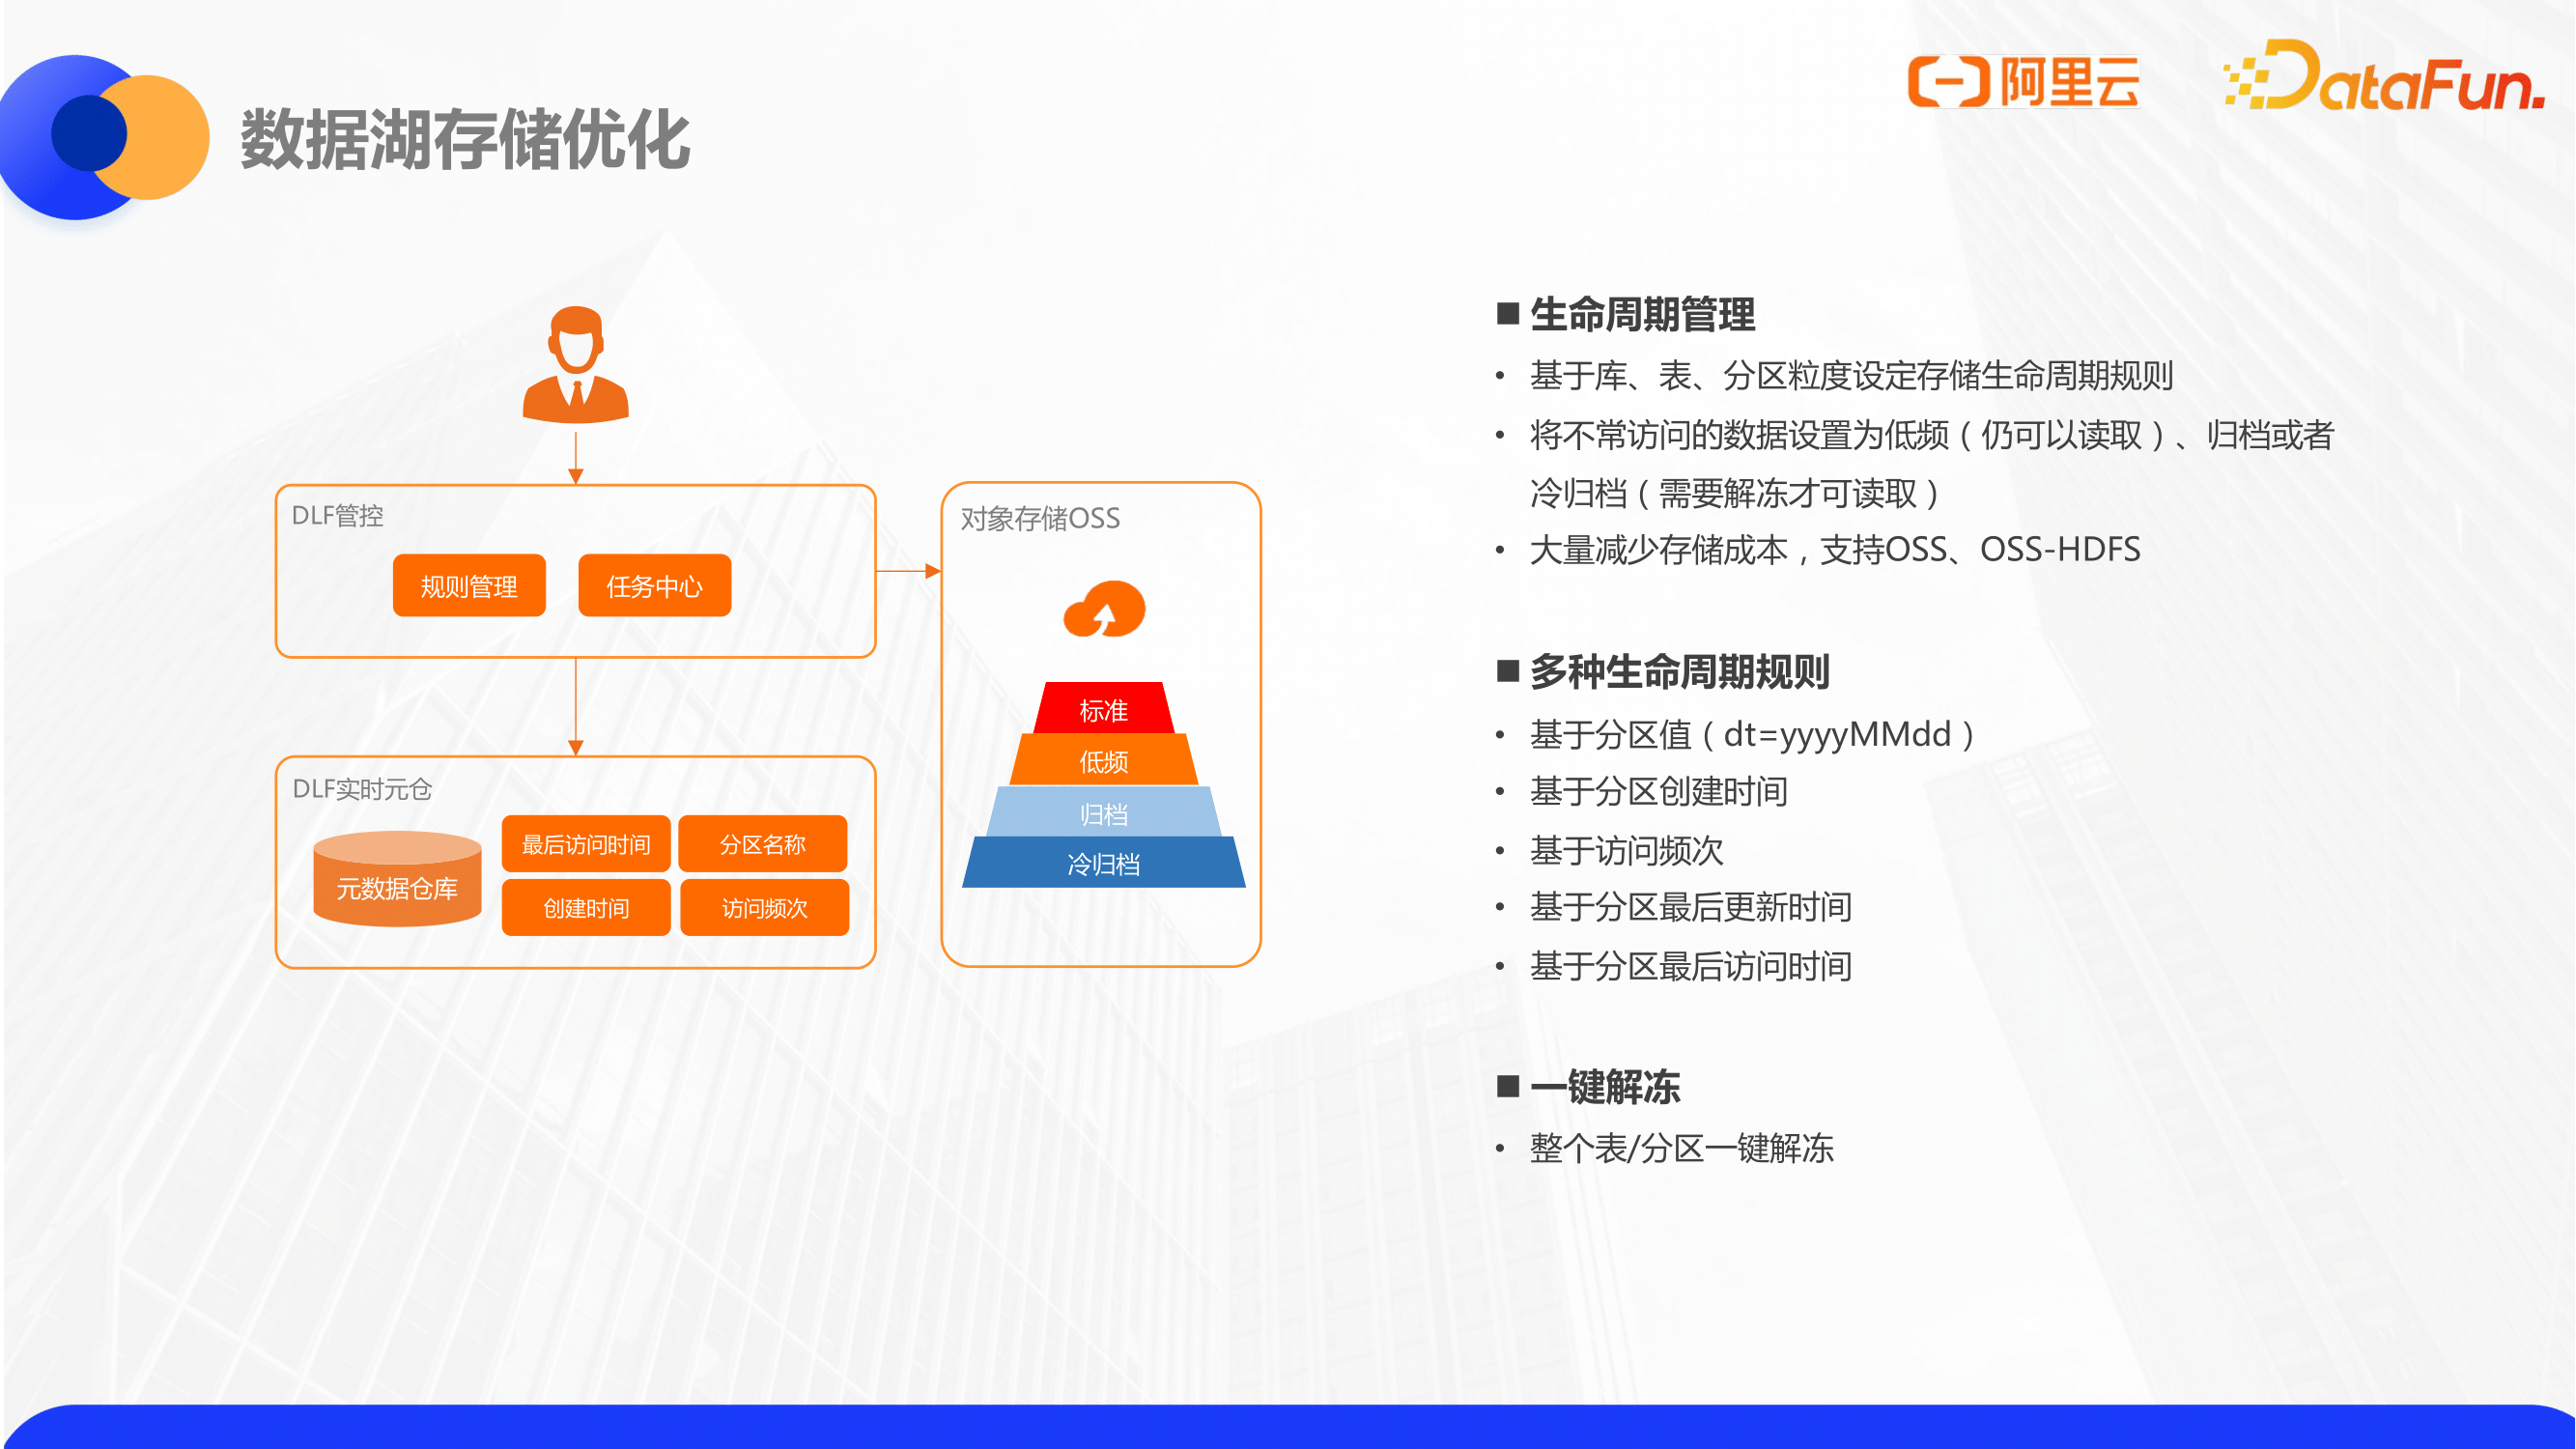 数据湖存储优化
阿里云
DataFun.
DLF管控
规则管理
任务中心
DLF实时元仓
元数据仓库
最后访问时间
分区名称
创建时间
访问频次
对象存储OSS
标准
低频
归档
冷归档
■ 生命周期管理
• 基于库、表、分区粒度设定存储生命周期规则
• 将不常访问的数据设置为低频（仍可以读取）、归档或者
冷归档（需要解冻才可读取）
• 大量减少存储成本，支持OSS、OSS-HDFS
■ 多种生命周期规则
• 基于分区值（dt=yyyyMMdd）
• 基于分区创建时间
• 基于访问频次
• 基于分区最后更新时间
• 基于分区最后访问时间
■ 一键解冻
• 整个表/分区一键解冻